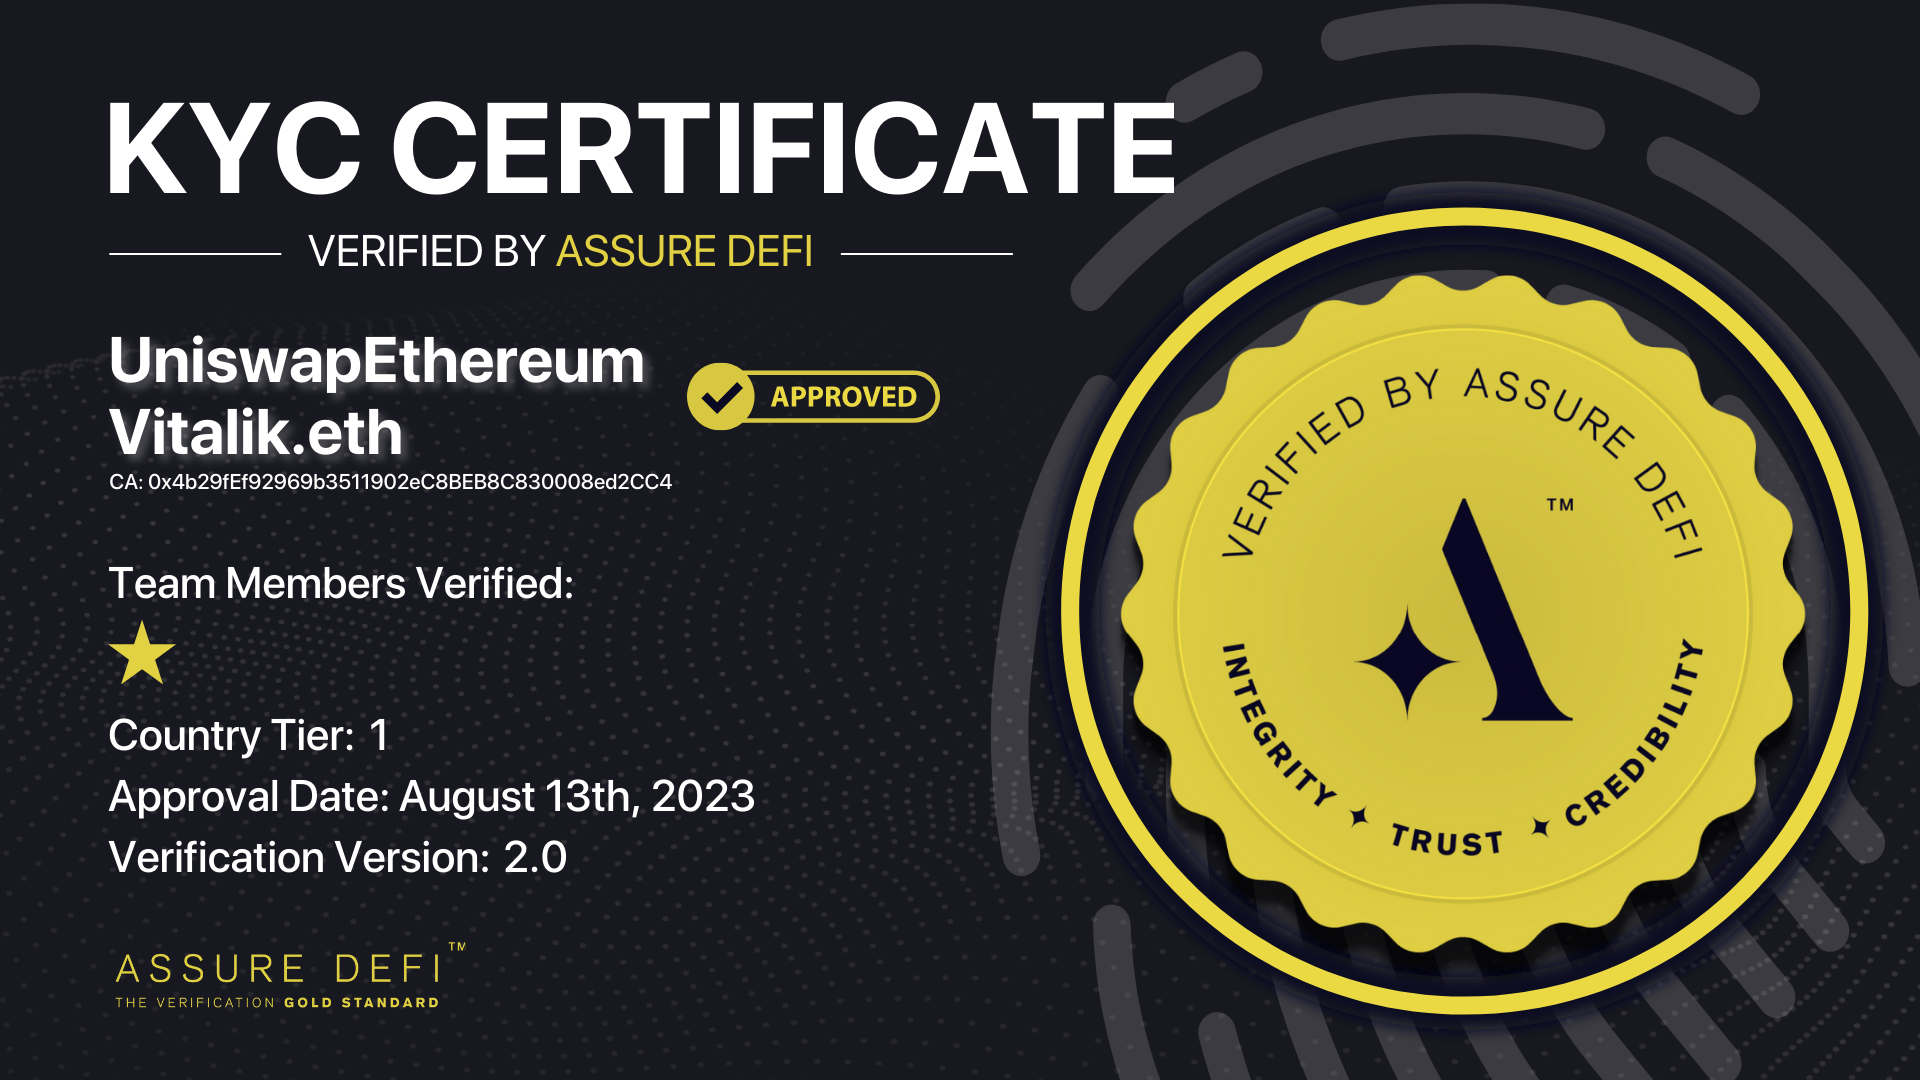 KYC CERTIFICATE
VERIFIED BY ASSURE DEFI
UniswapEthereum
Vitalik.eth
APPROVED
CA: 0x4b29fEf92969b3511902eC8BEB8C830008ed2CC4
Team Members Verified:
Country Tier: 1
Approval Date: August 13th, 2023
Verification Version: 2.0
ASSURE DEFI™
THE VERIFICATION GOLD STANDARD
VERIFIED BY ASSURE DEFI
™
INTEGRITY ✦ TRUST ✦ CREDIBILITY